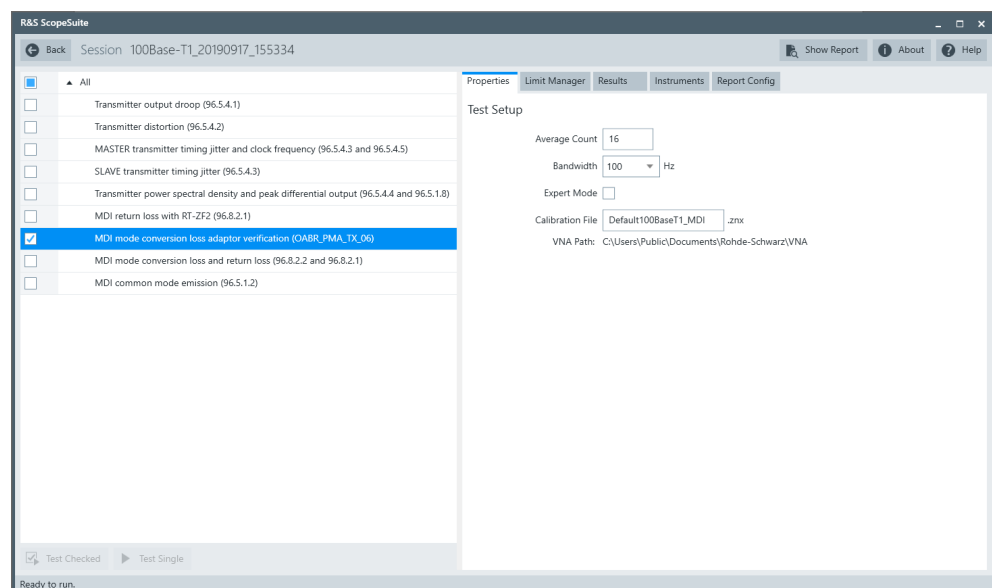 R&S ScopeSuite
Back Session 100Base-T1_20190917_155334 Show Report About Help
All
Transmitter output droop (96.5.4.1)
Transmitter distortion (96.5.4.2)
MASTER transmitter timing jitter and clock frequency (96.5.4.3 and 96.5.4.5)
SLAVE transmitter timing jitter (96.5.4.3)
Transmitter power spectral density and peak differential output (96.5.4.4 and 96.5.1.8)
MDI return loss with RT-ZF2 (96.8.2.1)
MDI mode conversion loss adaptor verification (OABR_PMA_TX_06)
MDI mode conversion loss and return loss (96.8.2.2 and 96.8.2.1)
MDI common mode emission (96.5.1.2)
Properties Limit Manager Results Instruments Report Config
Test Setup
Average Count 16
Bandwidth 100 Hz
Expert Mode
Calibration File Default100BaseT1_MDI .znx
VNA Path: C:\Users\Public\Documents\Rohde-Schwarz\VNA
Test Checked Test Single
Ready to run.